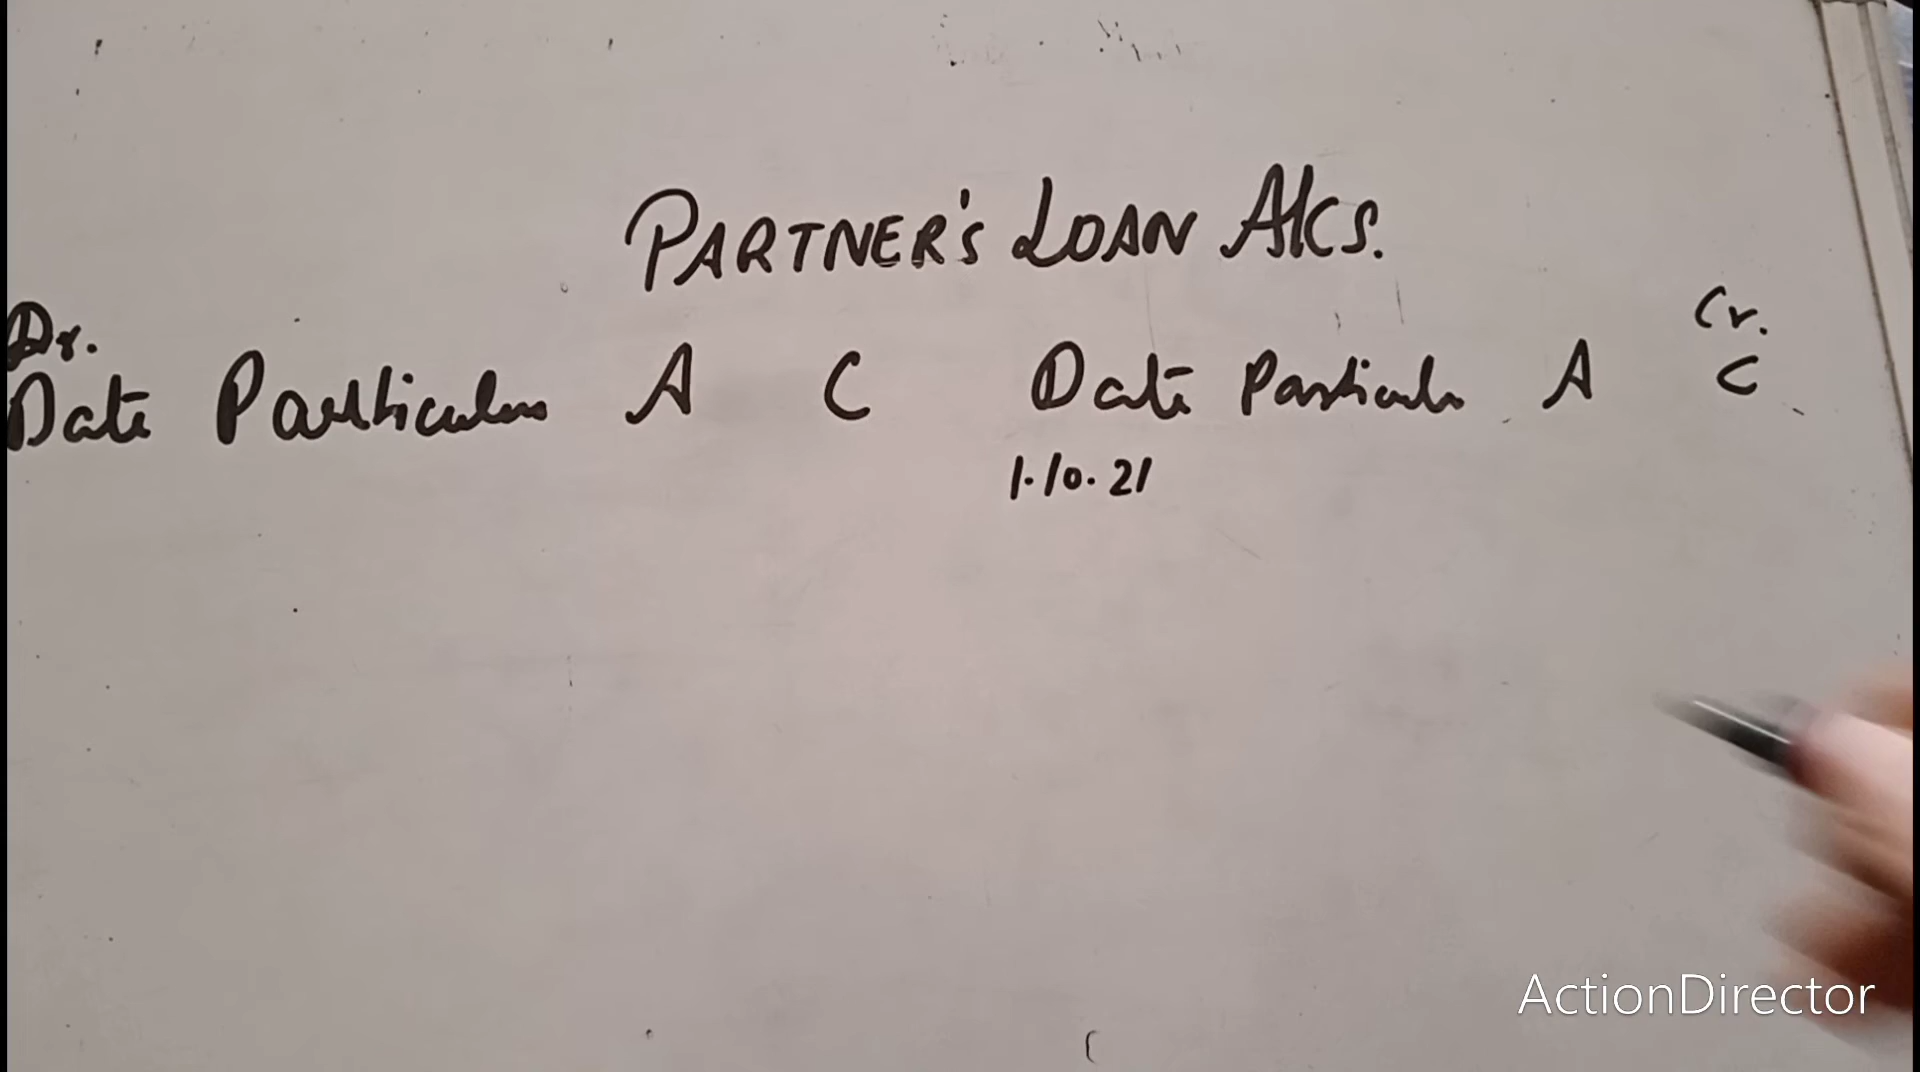 PARTNER'S LOAN A/CS.
Dr. Cr.
Date Particulars A C Date Particulars A C
1.10.21
ActionDirector